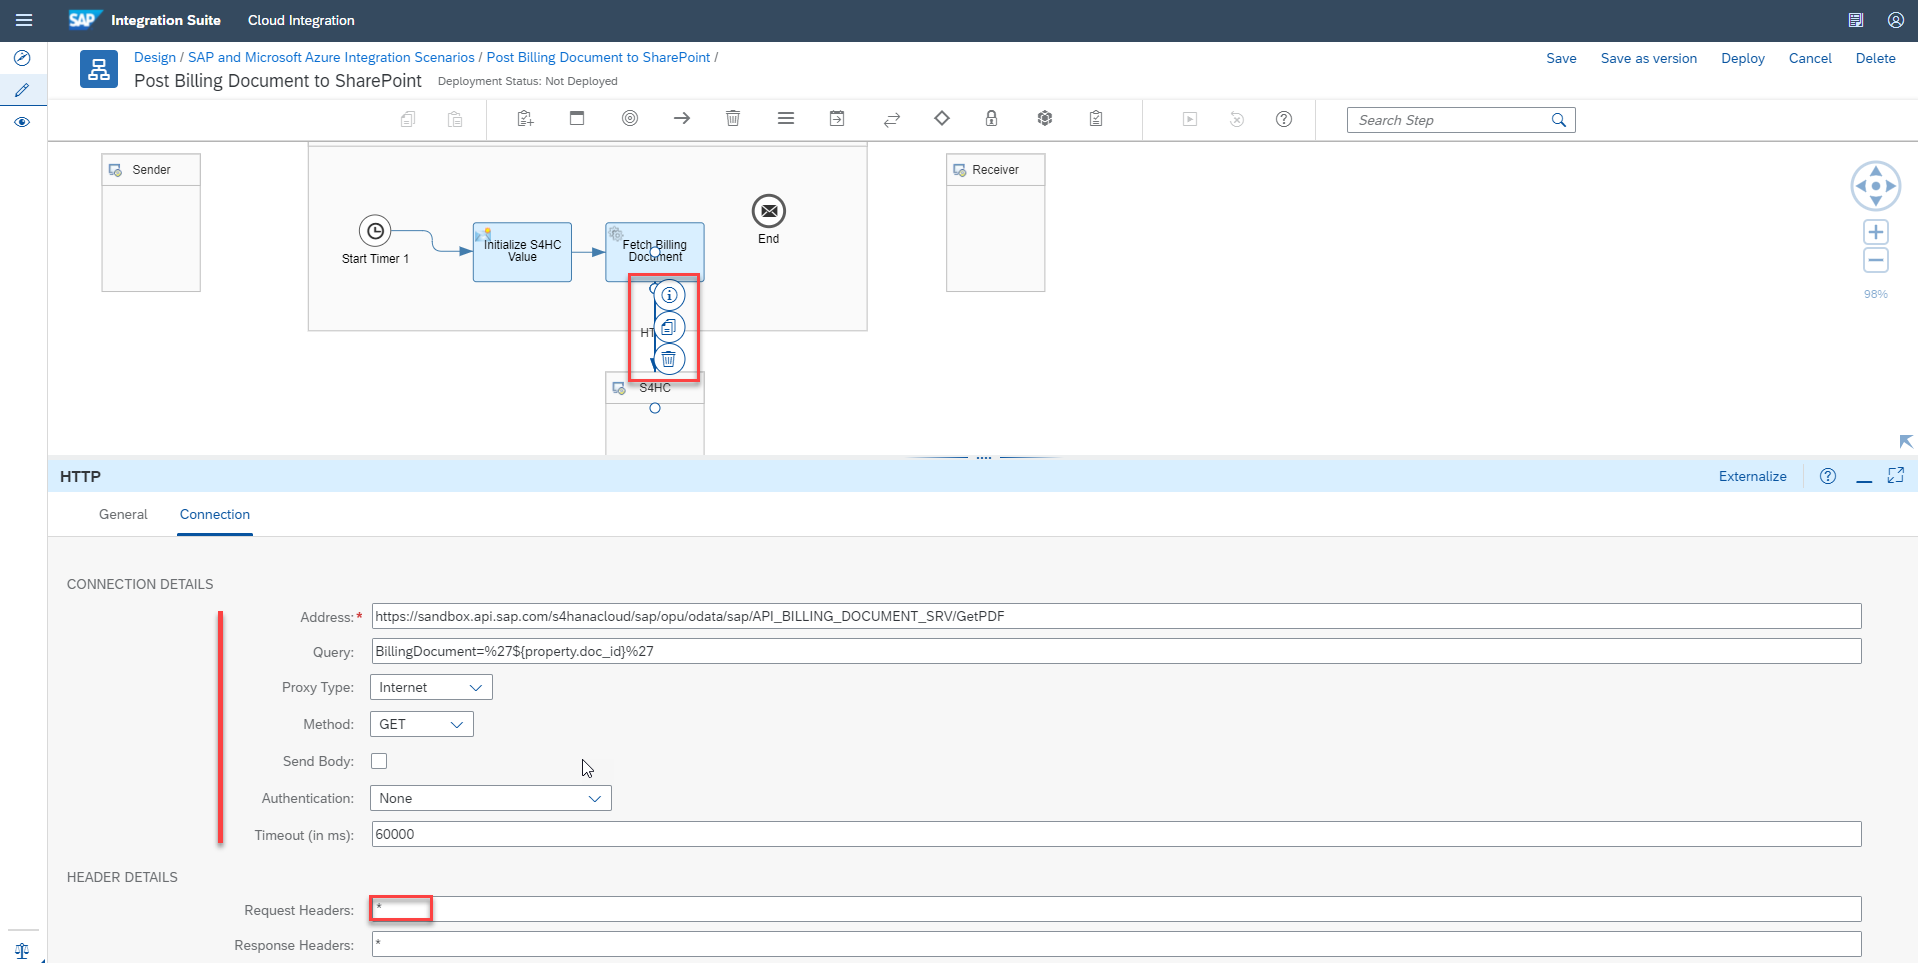 SAP Integration Suite Cloud Integration
Design / SAP and Microsoft Azure Integration Scenarios / Post Billing Document to SharePoint /
Post Billing Document to SharePoint Deployment Status: Not Deployed
Save Save as version Deploy Cancel Delete
Search Step
Sender
Receiver
Start Timer 1
Initialize S4HC
Value
Fetch Billing
Document
End
HT
S4HC
98%
HTTP
Externalize
General Connection
CONNECTION DETAILS
Address:* https://sandbox.api.sap.com/s4hanacloud/sap/opu/odata/sap/API_BILLING_DOCUMENT_SRV/GetPDF
Query: BillingDocument=%27${property.doc_id}%27
Proxy Type: Internet
Method: GET
Send Body:
Authentication: None
Timeout (in ms): 60000
HEADER DETAILS
Request Headers: *
Response Headers: *